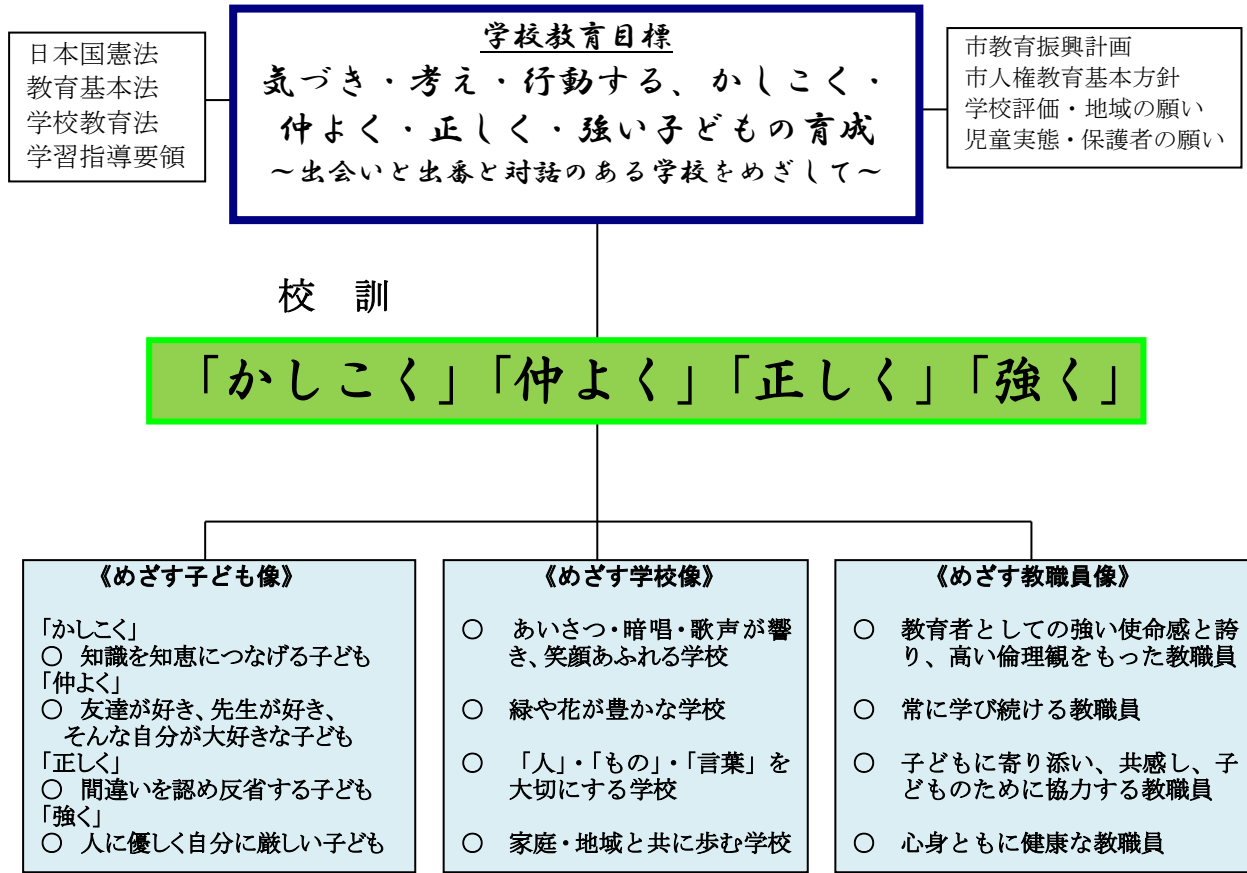 日本国憲法
教育基本法
学校教育法
学習指導要領
学校教育目標
気づき・考え・行動する、かしこく・
仲よく・正しく・強い子どもの育成
～出会いと出番と対話のある学校をめざして～
市教育振興計画
市人権教育基本方針
学校評価・地域の願い
児童実態・保護者の願い
校 訓
「かしこく」「仲よく」「正しく」「強く」
《めざす子ども像》
「かしこく」
○ 知識を知恵につなげる子ども
「仲よく」
○ 友達が好き、先生が好き、
そんな自分が大好きな子ども
「正しく」
○ 間違いを認め反省する子ども
「強く」
○ 人に優しく自分に厳しい子ども
《めざす学校像》
○ あいさつ・暗唱・歌声が響
き、笑顔あふれる学校
○ 緑や花が豊かな学校
○ 「人」・「もの」・「言葉」を
大切にする学校
○ 家庭・地域と共に歩む学校
《めざす教職員像》
○ 教育者としての強い使命感と誇
り、高い倫理観をもった教職員
○ 常に学び続ける教職員
○ 子どもに寄り添い、共感し、子
どものために協力する教職員
○ 心身ともに健康な教職員